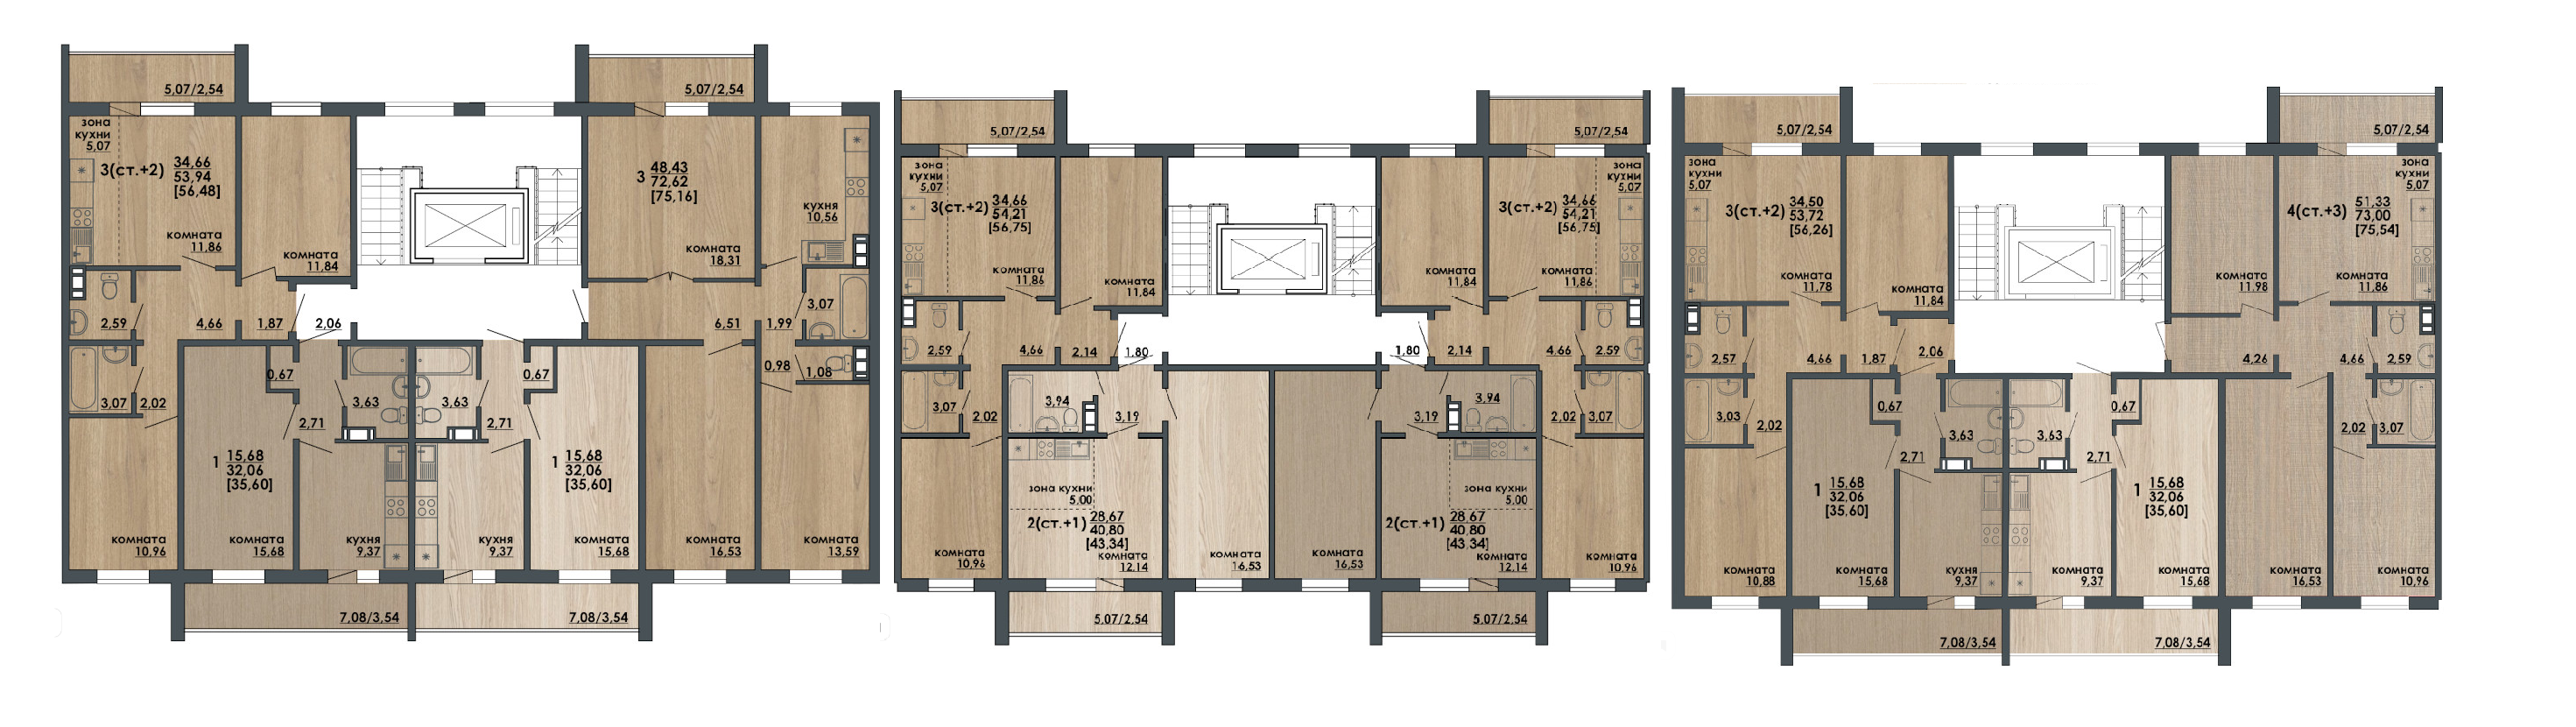 5,07/2,54
5,07/2,54
зона
кухни
5,07
3(ст.+2)
34,66
53,94
[56,48]
комната
11,86
комната
11,84
3
48,43
72,62
[75,16]
комната
18,31
кухня
10,56
2,59
4,66
1,87
2,06
6,51
1,99
3,07
3,07
2,02
0,67
3,63
2,71
3,63
2,71
0,67
0,98
1,08
1
15,68
32,06
[35,60]
1
15,68
32,06
[35,60]
комната
10,96
комната
15,68
кухня
9,37
кухня
9,37
комната
15,68
комната
16,53
комната
13,59
7,08/3,54
7,08/3,54
5,07/2,54
5,07/2,54
зона
кухни
5,07
3(ст.+2)
34,66
54,21
[56,75]
комната
11,86
комната
11,84
комната
11,84
3(ст.+2)
34,66
54,21
[56,75]
зона
кухни
5,07
комната
11,86
2,59
4,66
2,14
1,80
1,80
2,14
4,66
2,59
3,07
2,02
3,94
3,19
3,19
3,94
2,02
3,07
зона кухни
5,00
2(ст.+1)
28,67
40,80
[43,34]
зона кухни
5,00
2(ст.+1)
28,67
40,80
[43,34]
комната
10,96
комната
12,14
комната
16,53
комната
16,53
комната
12,14
комната
10,96
5,07/2,54
5,07/2,54
5,07/2,54
5,07/2,54
зона
кухни
5,07
3(ст.+2)
34,50
53,72
[56,26]
комната
11,78
комната
11,84
комната
11,98
4(ст.+3)
51,33
73,00
[75,54]
зона
кухни
5,07
комната
11,86
2,57
4,66
1,87
2,06
4,26
4,66
2,59
3,03
2,02
0,67
3,63
2,71
3,63
2,71
0,67
2,02
3,07
1
15,68
32,06
[35,60]
1
15,68
32,06
[35,60]
комната
10,88
комната
15,68
кухня
9,37
кухня
9,37
комната
15,68
комната
16,53
комната
10,96
7,08/3,54
7,08/3,54